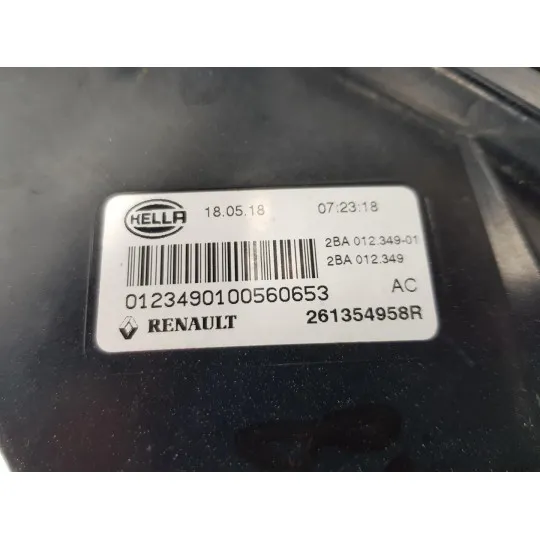 HELLA 18.05.18 07:23:18
2BA 012.349-01
2BA 012.349
0123490100560653 AC
RENAULT 261354958R